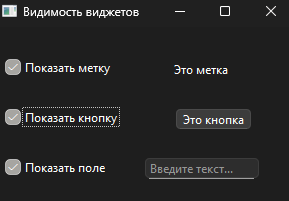 Видимость виджетов
Показать метку
Это метка
Показать кнопку
Это кнопка
Показать поле
Введите текст...